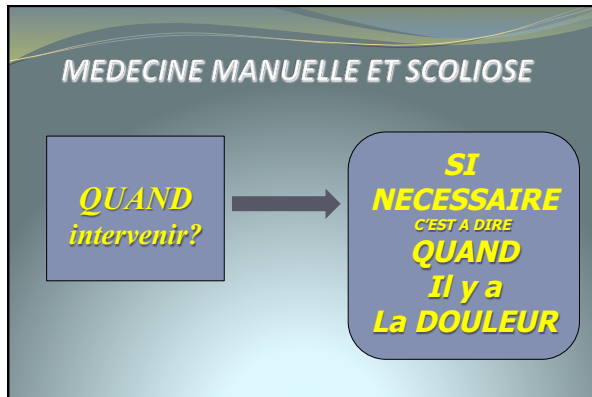 MEDECINE MANUELLE ET SCOLIOSE
QUAND
intervenir?
SI
NECESSAIRE
C'EST A DIRE
QUAND
Il y a
La DOULEUR